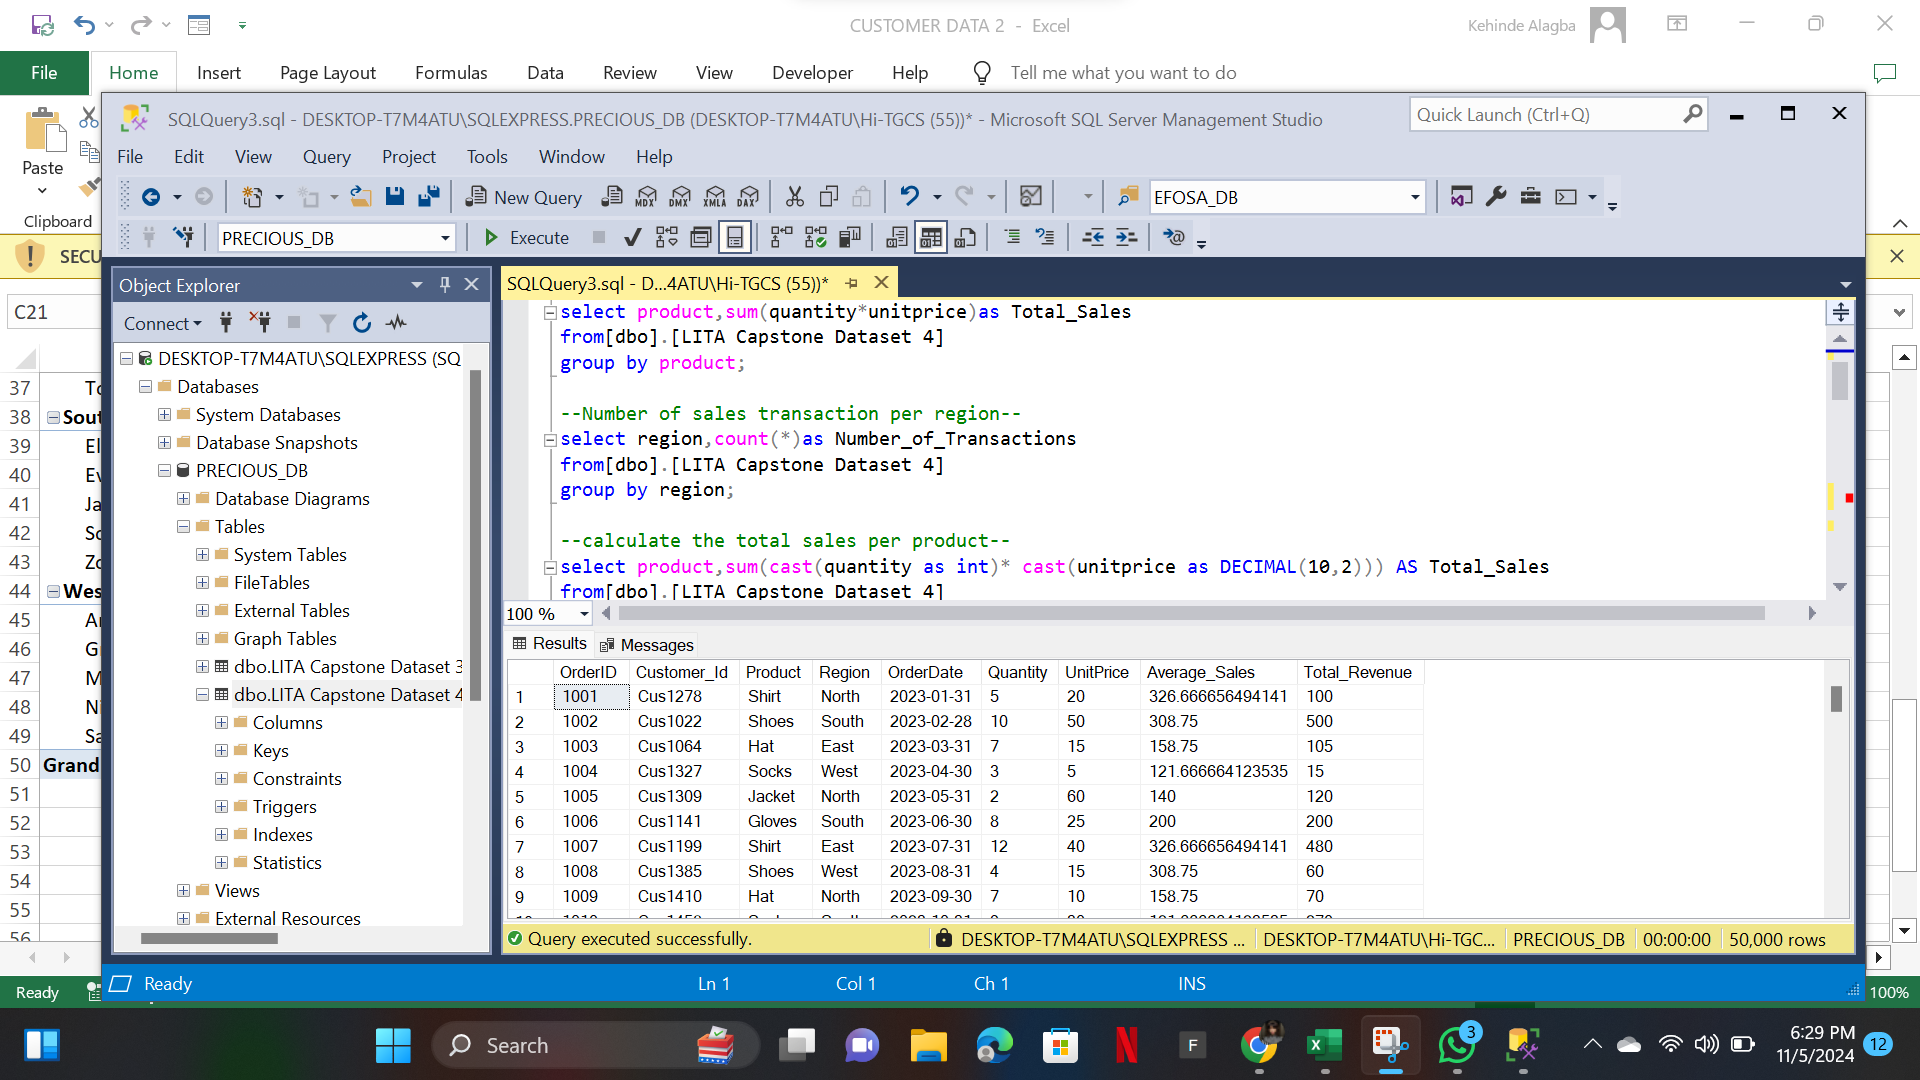 CUSTOMER DATA 2 - Excel
Kehinde Alagba
File Home Insert Page Layout Formulas Data Review View Developer Help Tell me what you want to do
Paste
Clipboard
SECU
C21
37 To
38 Sout
39 El
40 Ev
41 Ja
42 So
43 Zo
44 Wes
45
46
47 M
48 Ni
49 Sa
50 Grand
51
52
53
54
55
56
Ready
100%
SQLQuery3.sql - DESKTOP-T7M4ATU\SQLEXPRESS.PRECIOUS_DB (DESKTOP-T7M4ATU\Hi-TGCS (55))* - Microsoft SQL Server Management Studio
Quick Launch (Ctrl+Q)
File Edit View Query Project Tools Window Help
New Query MDX DMX XMLA DAX EFOSA_DB
PRECIOUS_DB Execute
Object Explorer
Connect
DESKTOP-T7M4ATU\SQLEXPRESS (SQ
Databases
System Databases
Database Snapshots
PRECIOUS_DB
Database Diagrams
Tables
System Tables
FileTables
External Tables
Graph Tables
dbo.LITA Capstone Dataset 3
dbo.LITA Capstone Dataset 4
Columns
Keys
Constraints
Triggers
Indexes
Statistics
Views
External Resources
SQLQuery3.sql - D...4ATU\Hi-TGCS (55))*
select product,sum(quantity*unitprice)as Total_Sales
from[dbo].[LITA Capstone Dataset 4]
group by product;
--Number of sales transaction per region--
select region,count(*)as Number_of_Transactions
from[dbo].[LITA Capstone Dataset 4]
group by region;
--calculate the total sales per product--
select product,sum(cast(quantity as int)* cast(unitprice as DECIMAL(10,2))) AS Total_Sales
from[dbo].[LITA Capstone Dataset 4]
100 %
Results Messages
OrderID Customer_Id Product Region OrderDate Quantity UnitPrice Average_Sales Total_Revenue
1 1001 Cus1278 Shirt North 2023-01-31 5 20 326.666656494141 100
2 1002 Cus1022 Shoes South 2023-02-28 10 50 308.75 500
3 1003 Cus1064 Hat East 2023-03-31 7 15 158.75 105
4 1004 Cus1327 Socks West 2023-04-30 3 5 121.666664123535 15
5 1005 Cus1309 Jacket North 2023-05-31 2 60 140 120
6 1006 Cus1141 Gloves South 2023-06-30 8 25 200 200
7 1007 Cus1199 Shirt East 2023-07-31 12 40 326.666656494141 480
8 1008 Cus1385 Shoes West 2023-08-31 4 15 308.75 60
9 1009 Cus1410 Hat North 2023-09-30 7 10 158.75 70
Query executed successfully. DESKTOP-T7M4ATU\SQLEXPRESS ... DESKTOP-T7M4ATU\Hi-TGC... PRECIOUS_DB 00:00:00 50,000 rows
Ready Ln 1 Col 1 Ch 1 INS
Search
F
3
6:29 PM
11/5/2024
12